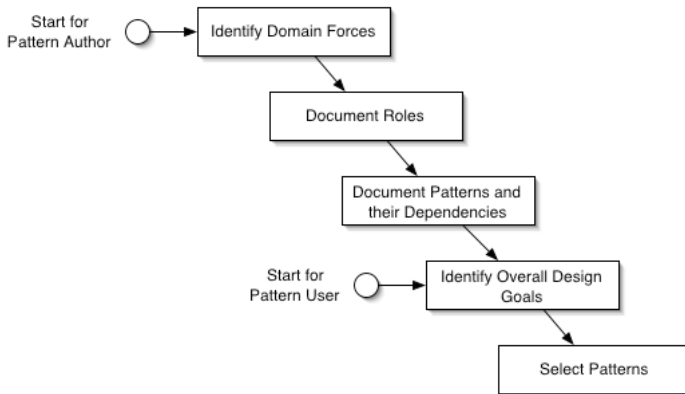 Start for
Pattern Author
Identify Domain Forces
Document Roles
Document Patterns and
their Dependencies
Start for
Pattern User
Identify Overall Design
Goals
Select Patterns